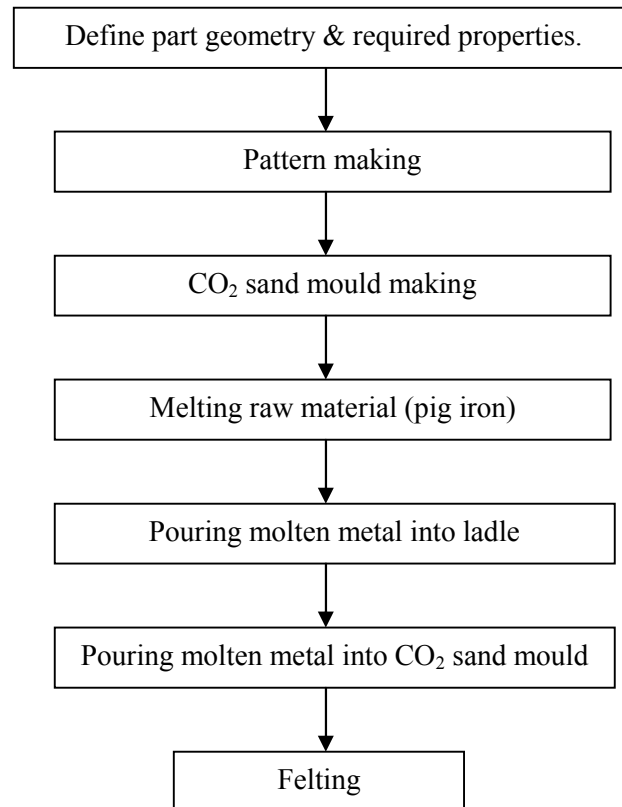 Define part geometry & required properties.
Pattern making
CO₂ sand mould making
Melting raw material (pig iron)
Pouring molten metal into ladle
Pouring molten metal into CO₂ sand mould
Felting